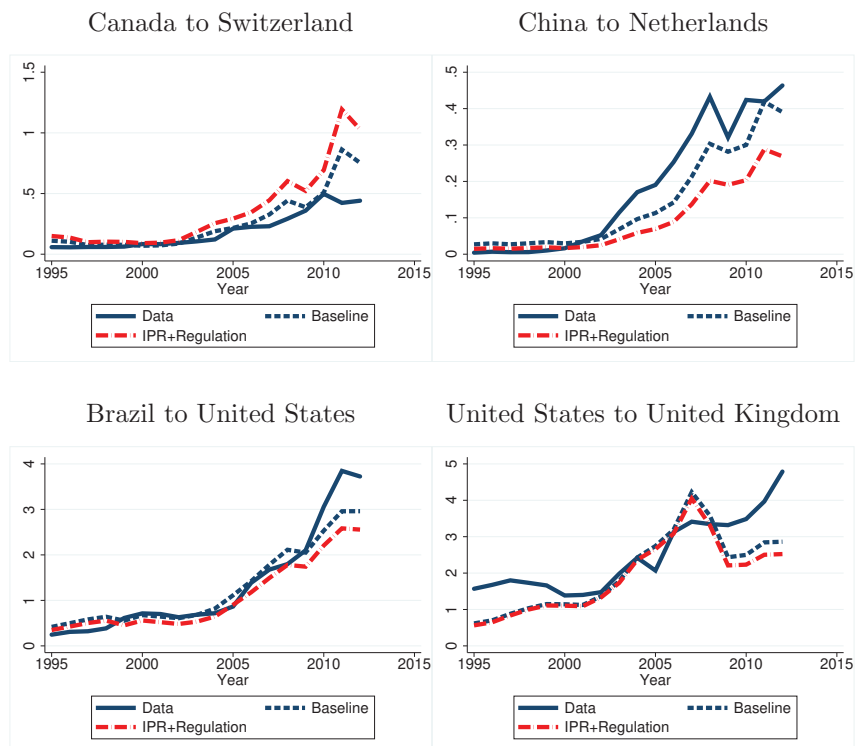 Canada to Switzerland
China to Netherlands
0 .5 1 1.5
1995 2000 2005 2010 2015
Year
Data Baseline
IPR+Regulation
0 .1 .2 .3 .4 .5
1995 2000 2005 2010 2015
Year
Data Baseline
IPR+Regulation
Brazil to United States
United States to United Kingdom
0 1 2 3 4
1995 2000 2005 2010 2015
Year
Data Baseline
IPR+Regulation
0 1 2 3 4 5
1995 2000 2005 2010 2015
Year
Data Baseline
IPR+Regulation